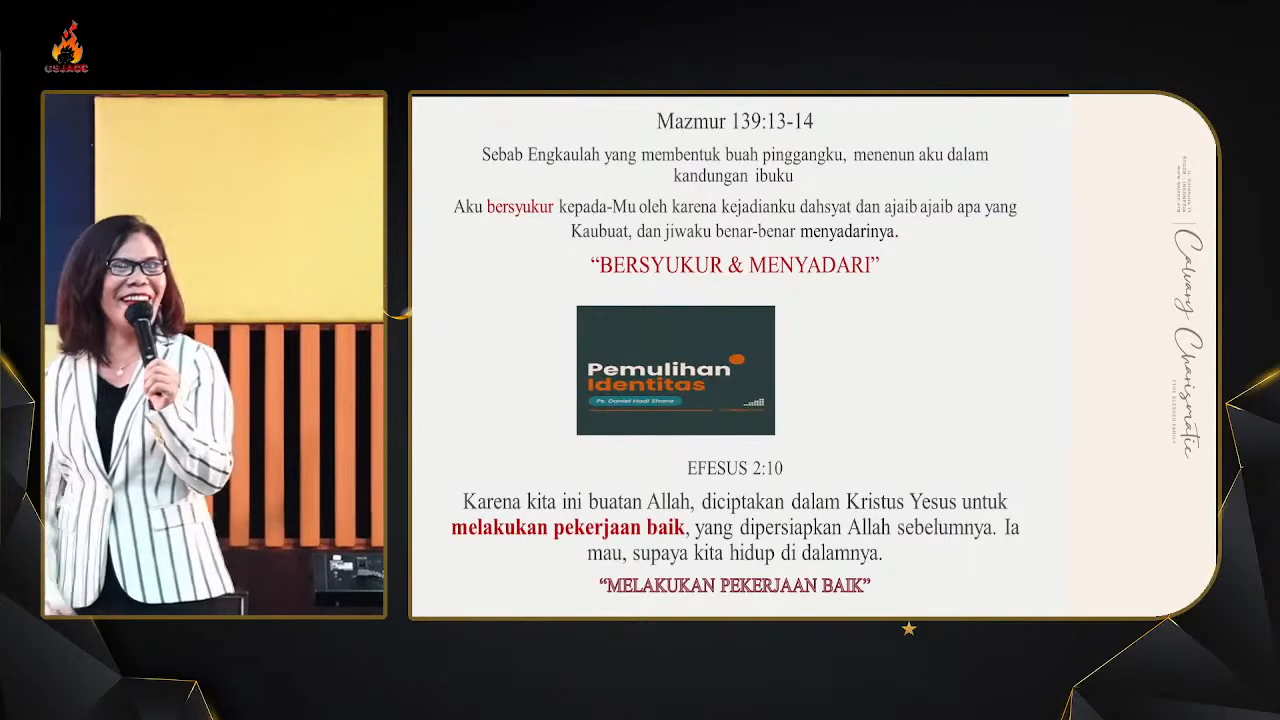 GSJACC
Mazmur 139:13-14
Sebab Engkaulah yang membentuk buah pinggangku, menenun aku dalam
kandungan ibuku
Aku bersyukur kepada-Mu oleh karena kejadianku dahsyat dan ajaib ajaib apa yang
Kaubuat, dan jiwaku benar-benar menyadarinya.
“BERSYUKUR & MENYADARI”
Pemulihan
Identitas
Ps. Daniel Hadi Shane
EFESUS 2:10
Karena kita ini buatan Allah, diciptakan dalam Kristus Yesus untuk
melakukan pekerjaan baik, yang dipersiapkan Allah sebelumnya. Ia
mau, supaya kita hidup di dalamnya.
“MELAKUKAN PEKERJAAN BAIK”
Calvary Charismatic